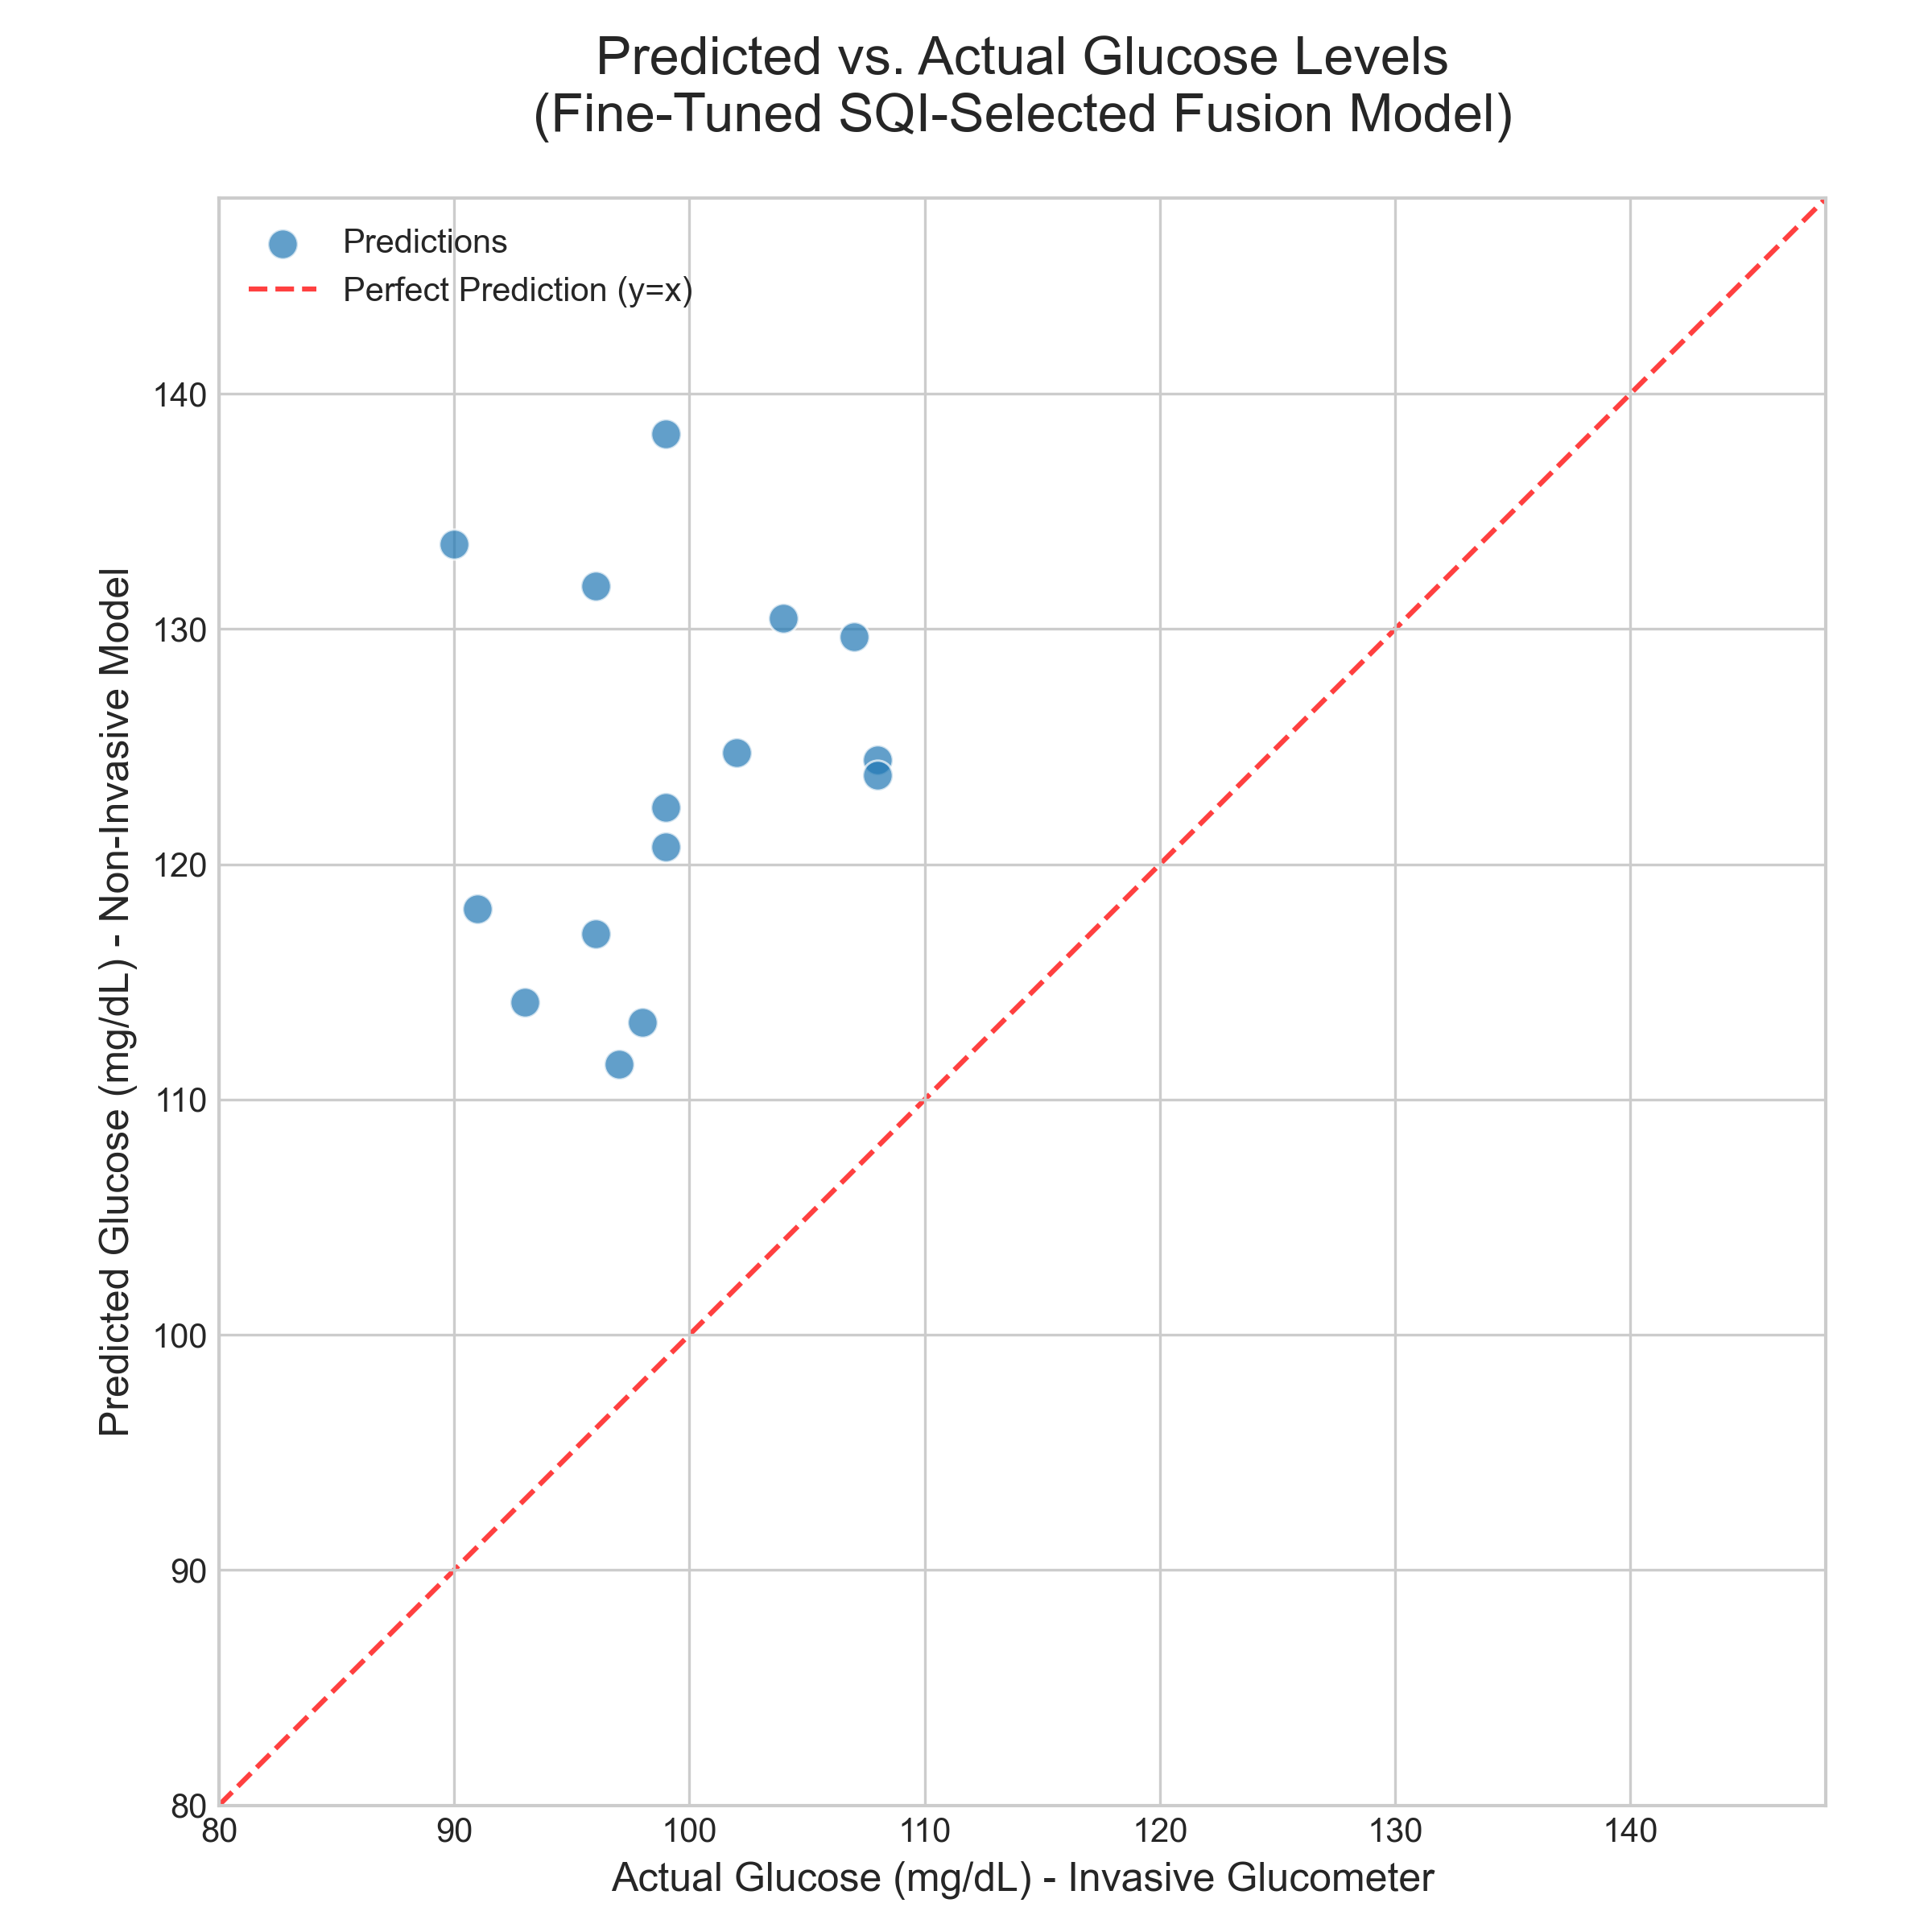 Predicted vs. Actual Glucose Levels
(Fine-Tuned SQI-Selected Fusion Model)
Predictions
Perfect Prediction (y=x)
Predicted Glucose (mg/dL) - Non-Invasive Model
140
130
120
110
100
90
80
80 90 100 110 120 130 140
Actual Glucose (mg/dL) - Invasive Glucometer